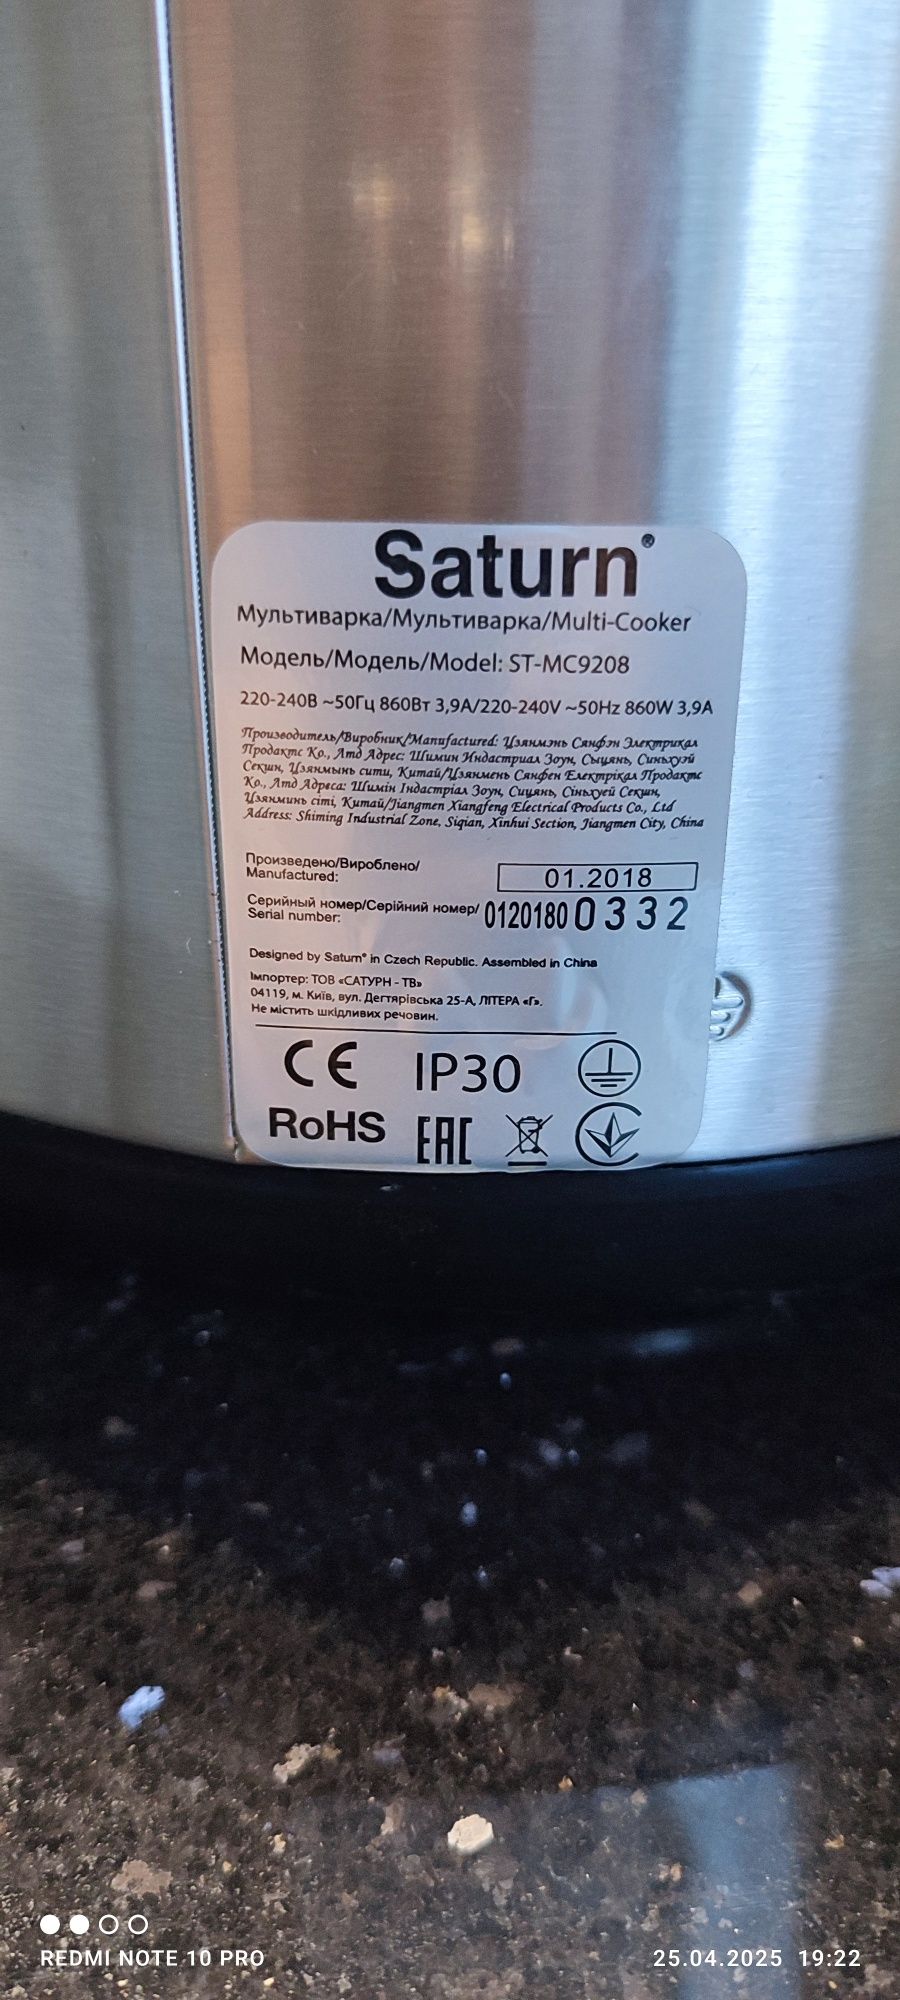 Saturn®
Мультиварка/Мультиварка/Multi-Cooker
Модель/Модель/Model: ST-MC9208
220-240В ~50Гц 860Вт 3,9А/220-240V ~50Hz 860W 3,9A
Производитель/Виробник/Manufactured: Цзянмэнь Сянфэн Электрикал
Продактс Ко., Лтд Адрес: Шимин Индастриал Зоун, Сыцянь, Синьхуэй
Секшн, Цзянмынь сити, Китай/Цзянмень Сянфен Електрікал Продактс
Ко., Лтд Адреса: Шимін Індастріал Зоун, Сицянь, Сіньхуей Секшн,
Цзянминь сіті, Китай/Jiangmen Xiangfeng Electrical Products Co., Ltd
Address: Shiming Industrial Zone, Siqian, Xinhui Section, Jiangmen City, China
Произведено/Вироблено/
Manufactured:
01.2018
Серийный номер/Серійний номер/
Serial number:
0120180 0332
Designed by Saturn® in Czech Republic. Assembled in China
Імпортер: ТОВ «САТУРН - ТВ»
04119, м. Київ, вул. Дегтярівська 25-А, ЛІТЕРА «Г».
Не містить шкідливих речовин.
CE IP30
RoHS EAC
REDMI NOTE 10 PRO
25.04.2025 19:22